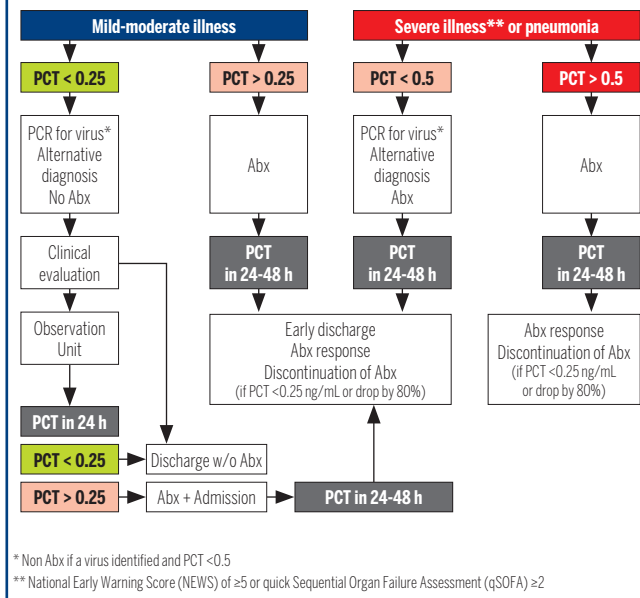 Mild-moderate illness
Severe illness** or pneumonia
PCT < 0.25
PCT > 0.25
PCT < 0.5
PCT > 0.5
PCR for virus*
Alternative
diagnosis
No Abx
Abx
PCR for virus*
Alternative
diagnosis
Abx
Abx
Clinical
evaluation
PCT
in 24-48 h
PCT
in 24-48 h
PCT
in 24-48 h
Observation
Unit
Early discharge
Abx response
Discontinuation of Abx
(if PCT <0.25 ng/mL or drop by 80%)
Abx response
Discontinuation of Abx
(if PCT <0.25 ng/mL
or drop by 80%)
PCT in 24 h
PCT < 0.25
Discharge w/o Abx
PCT > 0.25
Abx + Admission
PCT in 24-48 h
* Non Abx if a virus identified and PCT <0.5
** National Early Warning Score (NEWS) of ≥5 or quick Sequential Organ Failure Assessment (qSOFA) ≥2